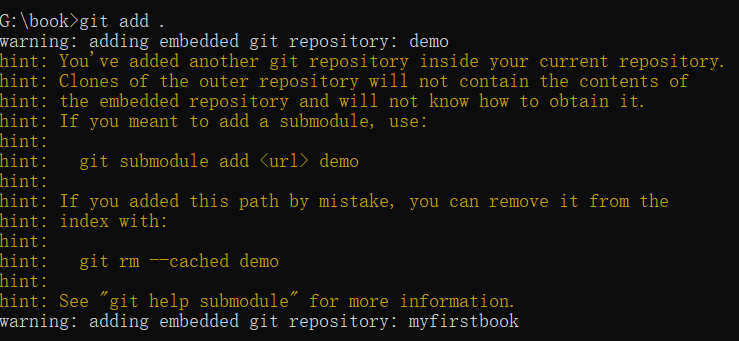 G:\book>git add .
warning: adding embedded git repository: demo
hint: You've added another git repository inside your current repository.
hint: Clones of the outer repository will not contain the contents of
hint: the embedded repository and will not know how to obtain it.
hint: If you meant to add a submodule, use:
hint:
hint:   git submodule add <url> demo
hint:
hint: If you added this path by mistake, you can remove it from the
hint: index with:
hint:
hint:   git rm --cached demo
hint:
hint: See "git help submodule" for more information.
warning: adding embedded git repository: myfirstbook